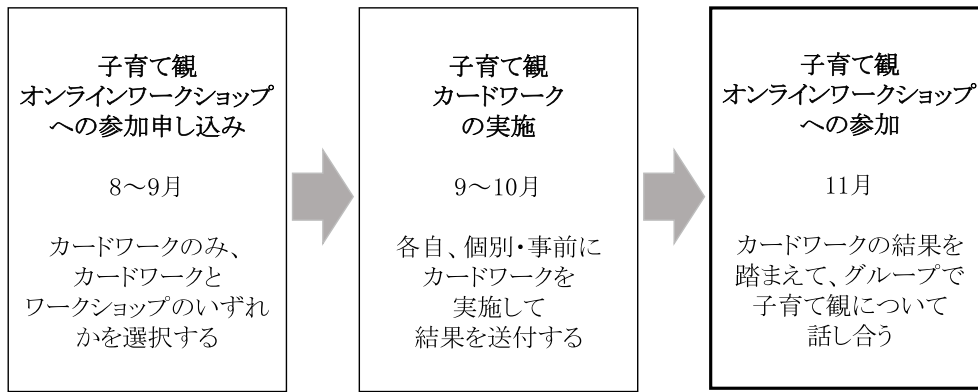 子育て観
オンラインワークショップ
への参加申し込み
8～9月
カードワークのみ、
カードワークと
ワークショップのいずれ
かを選択する
子育て観
カードワーク
の実施
9～10月
各自、個別・事前に
カードワークを
実施して
結果を送付する
子育て観
オンラインワークショップ
への参加
11月
カードワークの結果を
踏まえて、グループで
子育て観について
話し合う